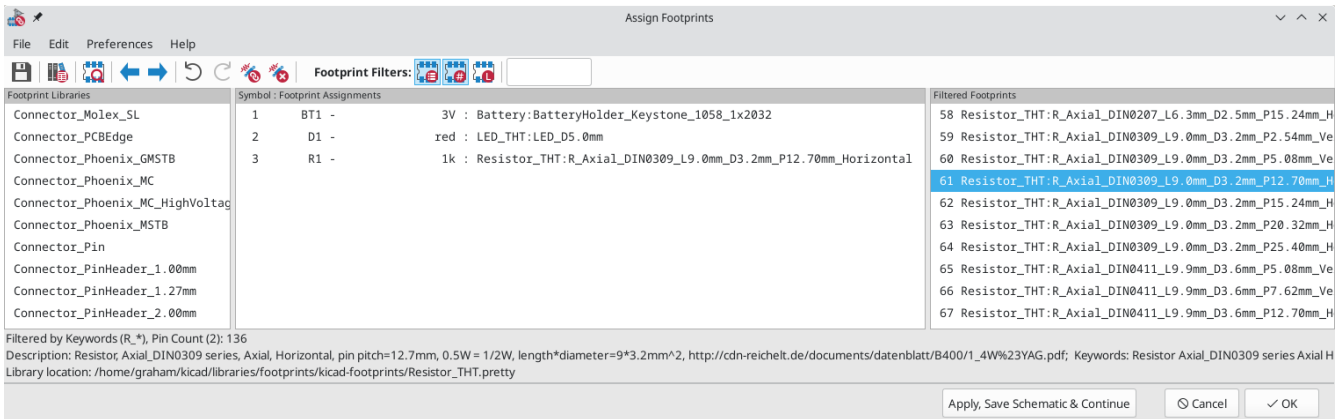 Assign Footprints
File Edit Preferences Help
Footprint Filters:
Footprint Libraries
Connector_Molex_SL
Connector_PCBEdge
Connector_Phoenix_GMSTB
Connector_Phoenix_MC
Connector_Phoenix_MC_HighVoltag
Connector_Phoenix_MSTB
Connector_Pin
Connector_PinHeader_1.00mm
Connector_PinHeader_1.27mm
Connector_PinHeader_2.00mm
Symbol : Footprint Assignments
1 BT1 - 3V : Battery:BatteryHolder_Keystone_1058_1x2032
2 D1 - red : LED_THT:LED_D5.0mm
3 R1 - 1k : Resistor_THT:R_Axial_DIN0309_L9.0mm_D3.2mm_P12.70mm_Horizontal
Filtered Footprints
58 Resistor_THT:R_Axial_DIN0207_L6.3mm_D2.5mm_P15.24mm_H
59 Resistor_THT:R_Axial_DIN0309_L9.0mm_D3.2mm_P2.54mm_Ve
60 Resistor_THT:R_Axial_DIN0309_L9.0mm_D3.2mm_P5.08mm_Ve
61 Resistor_THT:R_Axial_DIN0309_L9.0mm_D3.2mm_P12.70mm_H
62 Resistor_THT:R_Axial_DIN0309_L9.0mm_D3.2mm_P15.24mm_H
63 Resistor_THT:R_Axial_DIN0309_L9.0mm_D3.2mm_P20.32mm_H
64 Resistor_THT:R_Axial_DIN0309_L9.0mm_D3.2mm_P25.40mm_H
65 Resistor_THT:R_Axial_DIN0411_L9.9mm_D3.6mm_P5.08mm_Ve
66 Resistor_THT:R_Axial_DIN0411_L9.9mm_D3.6mm_P7.62mm_Ve
67 Resistor_THT:R_Axial_DIN0411_L9.9mm_D3.6mm_P12.70mm_H
Filtered by Keywords (R_*), Pin Count (2): 136
Description: Resistor, Axial_DIN0309 series, Axial, Horizontal, pin pitch=12.7mm, 0.5W = 1/2W, length*diameter=9*3.2mm^2, http://cdn-reichelt.de/documents/datenblatt/B400/1_4W%23YAG.pdf; Keywords: Resistor Axial_DIN0309 series Axial H
Library location: /home/graham/kicad/libraries/footprints/kicad-footprints/Resistor_THT.pretty
Apply, Save Schematic & Continue
Cancel
OK